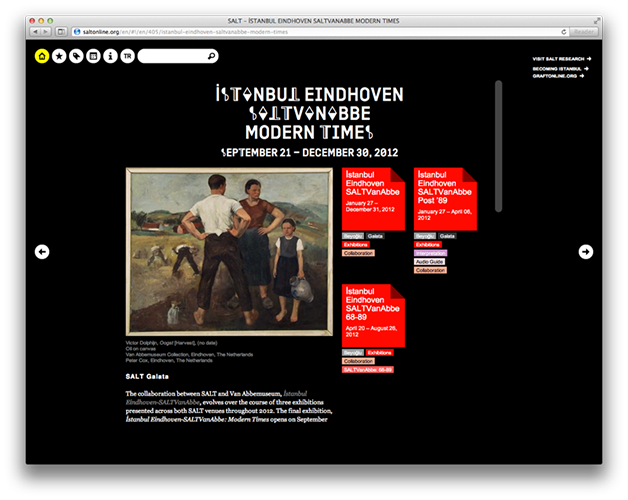 SALT - İSTANBUL EINDHOVEN SALTVANABBE MODERN TIMES
saltonline.org/en/#!/en/405/istanbul-eindhoven-saltvanabbe-modern-times
Reader
TR
VISIT SALT RESEARCH
BECOMING ISTANBUL
GRAFTONLINE.ORG
İSTANBUL EINDHOVEN
SALTVANABBE
MODERN TIMES
SEPTEMBER 21 – DECEMBER 30, 2012
Victor Dolphijn, Oogst [Harvest], (no date)
Oil on canvas
Van Abbemuseum Collection, Eindhoven, The Netherlands
Peter Cox, Eindhoven, The Netherlands
SALT Galata
The collaboration between SALT and Van Abbemuseum, İstanbul
Eindhoven-SALTVanAbbe, evolves over the course of three exhibitions
presented across both SALT venues throughout 2012. The final exhibition,
İstanbul Eindhoven-SALTVanAbbe: Modern Times opens on September
İstanbul
Eindhoven
SALTVanAbbe
January 27 –
December 31, 2012
Beyoğlu Galata
Exhibitions
Collaboration
İstanbul
Eindhoven
SALTVanAbbe
Post '89
January 27 – April 06,
2012
Beyoğlu Galata
Exhibitions
Interpretation
Audio Guide
Collaboration
İstanbul
Eindhoven
SALTVanAbbe
68-89
April 20 – August 26,
2012
Beyoğlu Exhibitions
Collaboration
SALTVanAbbe: 68-89